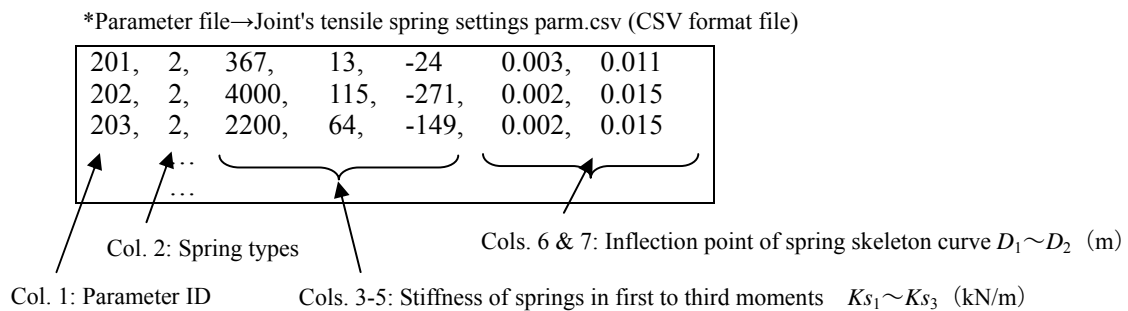 *Parameter file→Joint's tensile spring settings parm.csv (CSV format file)
201, 2, 367, 13, -24 0.003, 0.011
202, 2, 4000, 115, -271, 0.002, 0.015
203, 2, 2200, 64, -149, 0.002, 0.015
…
…
Col. 2: Spring types
Cols. 6 & 7: Inflection point of spring skeleton curve D₁～D₂（m）
Col. 1: Parameter ID
Cols. 3-5: Stiffness of springs in first to third moments Ks₁～Ks₃（kN/m）